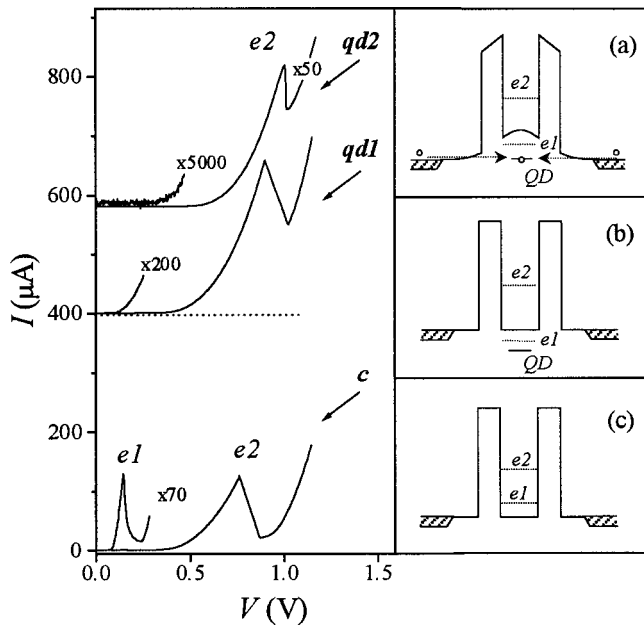 I (µA)
800
600
400
200
0
0.0
0.5
1.0
1.5
V (V)
e2
qd2
x50
x5000
qd1
x200
c
e1
e2
x70
(a)
e2
e1
QD
(b)
e2
e1
QD
(c)
e2
e1